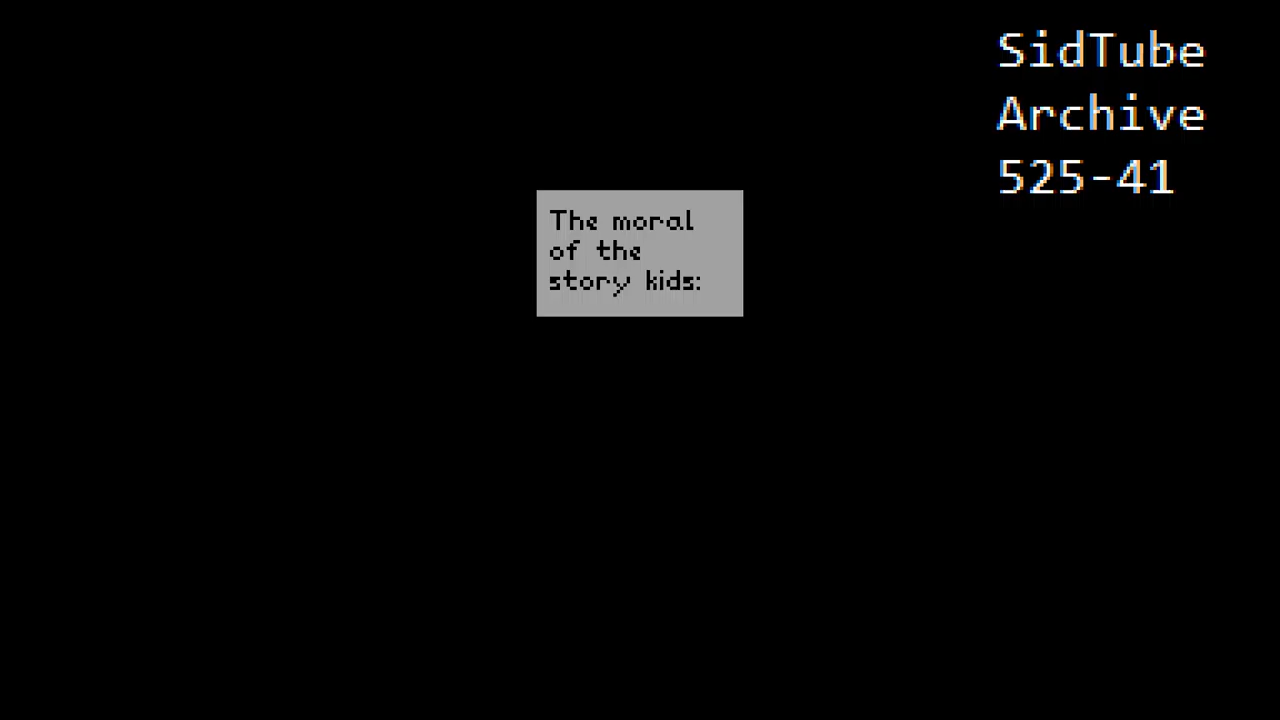 SidTube
Archive
525-41
The moral
of the
story kids: